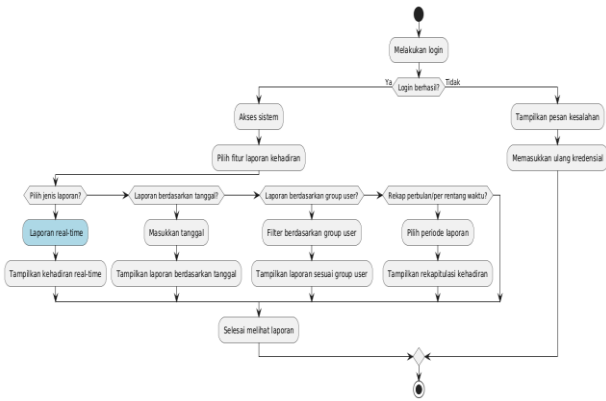 Melakukan login
Ya
Login berhasil?
Tidak
Akses sistem
Tampilkan pesan kesalahan
Pilih fitur laporan kehadiran
Memasukkan ulang kredensial
Pilih jenis laporan?
Laporan berdasarkan tanggal?
Laporan berdasarkan group user?
Rekap perbulan/per rentang waktu?
Laporan real-time
Masukkan tanggal
Filter berdasarkan group user
Pilih periode laporan
Tampilkan kehadiran real-time
Tampilkan laporan berdasarkan tanggal
Tampilkan laporan sesuai group user
Tampilkan rekapitulasi kehadiran
Selesai melihat laporan